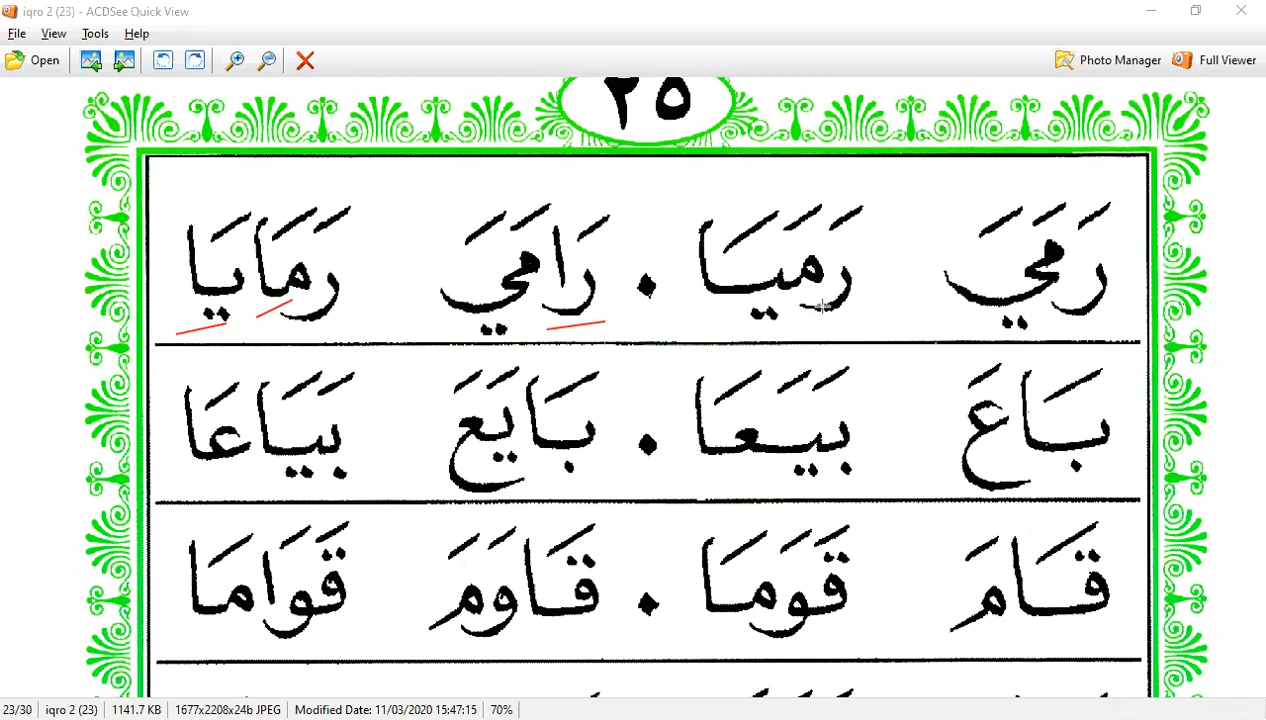 iqro 2 (23) - ACDSee Quick View
File View Tools Help
Open Photo Manager Full Viewer
٢٥
رَمَيَ رَمَيَا . رَامَيَ رَمَايَا
بَاعَ بَيَعَا . بَايَعَ بَيَاعَا
قَامَ قَوَمَا . قَاوَمَ قَوَامَا
23/30 iqro 2 (23) 1141.7 KB 1677x2208x24b JPEG Modified Date: 11/03/2020 15:47:15 70%